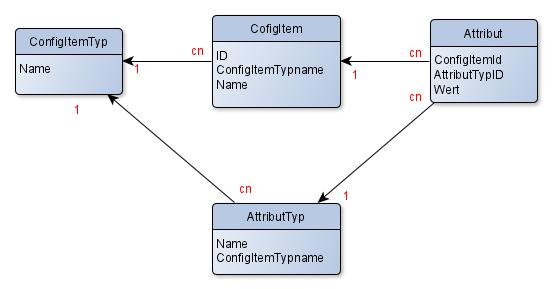 ConfigItemTyp
Name
CofigItem
ID
ConfigItemTypname
Name
Attribut
ConfigItemId
AttributTypID
Wert
1
cn
1
cn
cn
1
cn
1
AttributTyp
Name
ConfigItemTypname